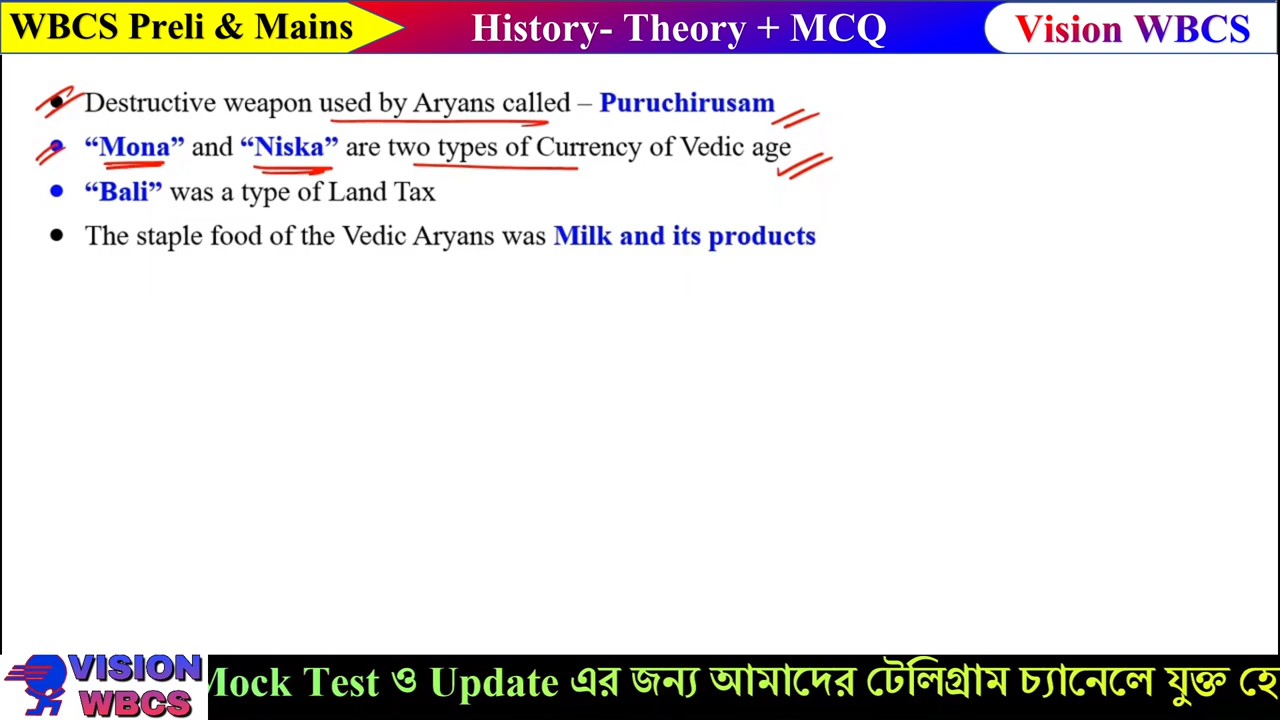 WBCS Preli & Mains
History- Theory + MCQ
Vision WBCS
• Destructive weapon used by Aryans called – Puruchirusam
• “Mona” and “Niska” are two types of Currency of Vedic age
• “Bali” was a type of Land Tax
• The staple food of the Vedic Aryans was Milk and its products
VISION
WBCS
Mock Test ও Update এর জন্য আমাদের টেলিগ্রাম চ্যানেলে যুক্ত হে